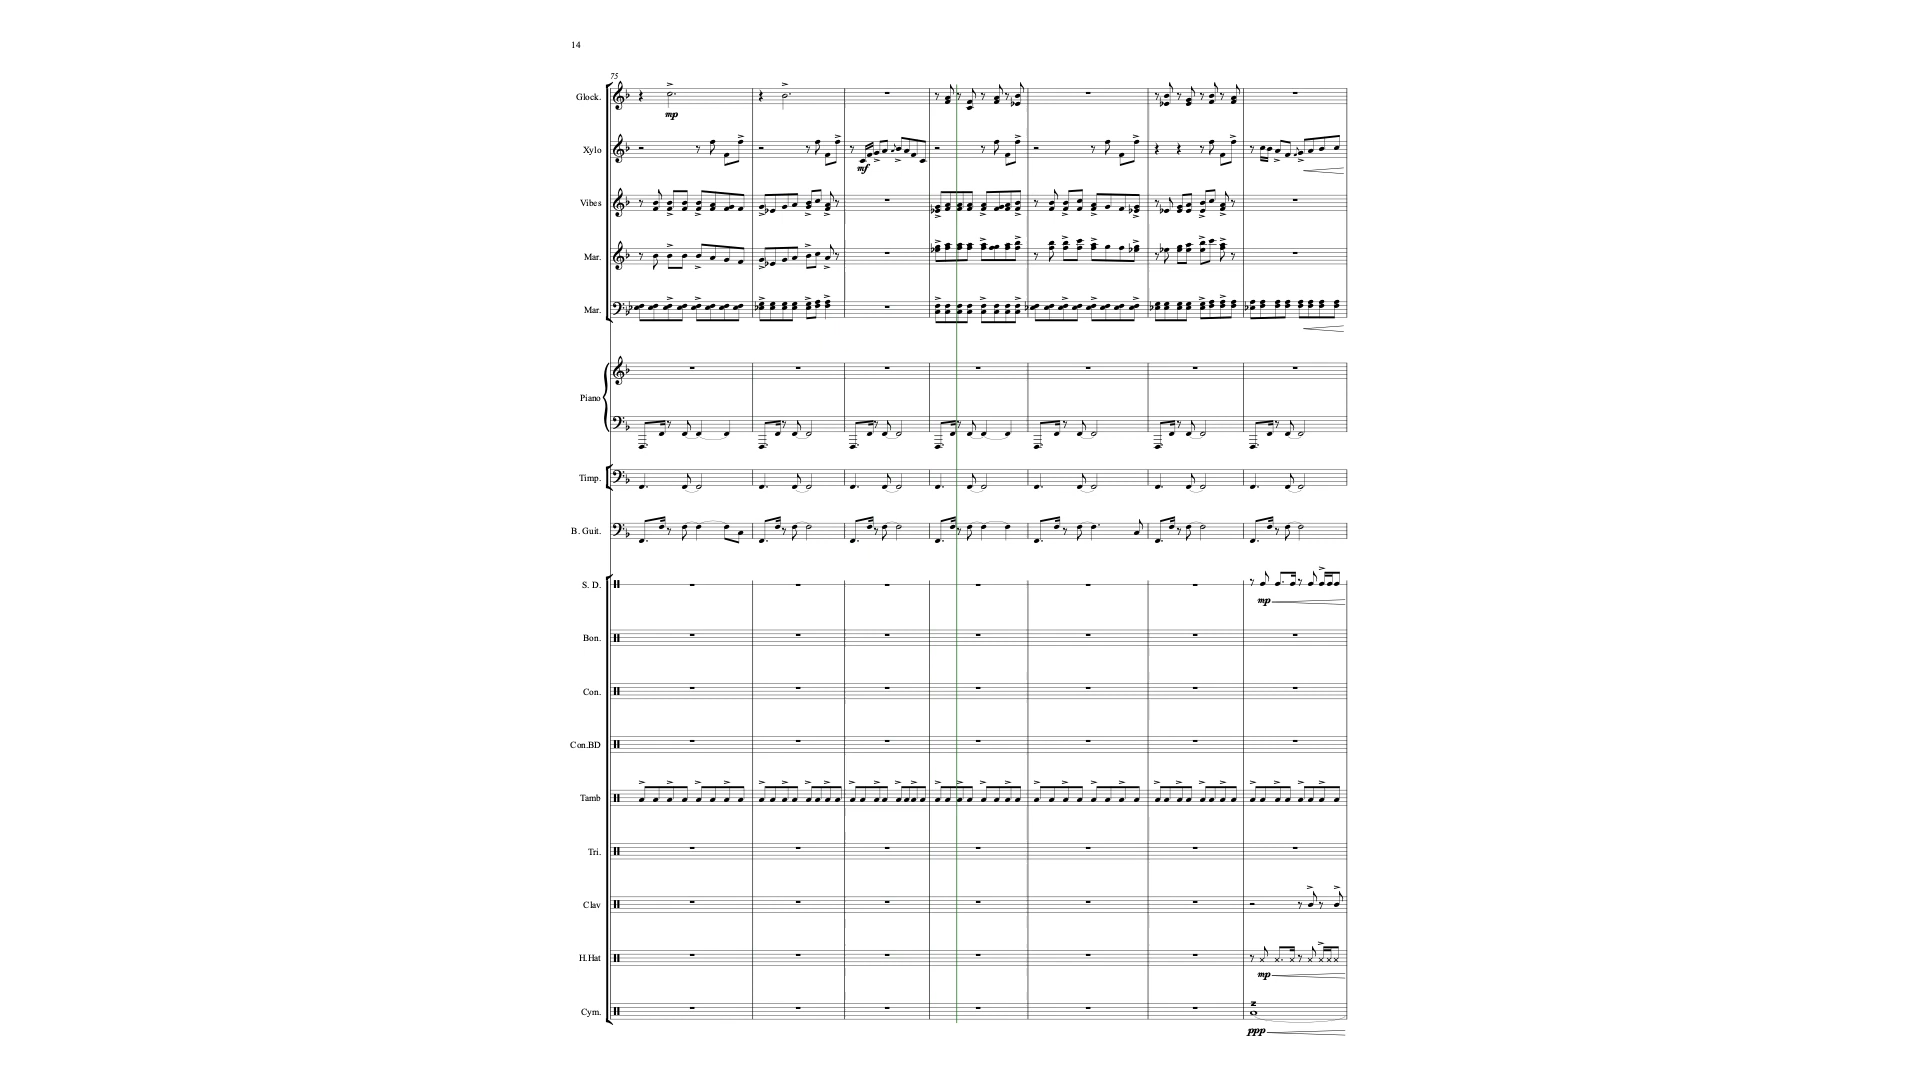 14
75
Glock.
mp
Xylo
mf
Vibes
Mar.
Mar.
Piano
Timp.
B. Guit.
S. D.
mp
Bon.
Con.
Con.BD
Tamb
Tri.
Clav
H.Hat
mp
Cym.
z
ppp